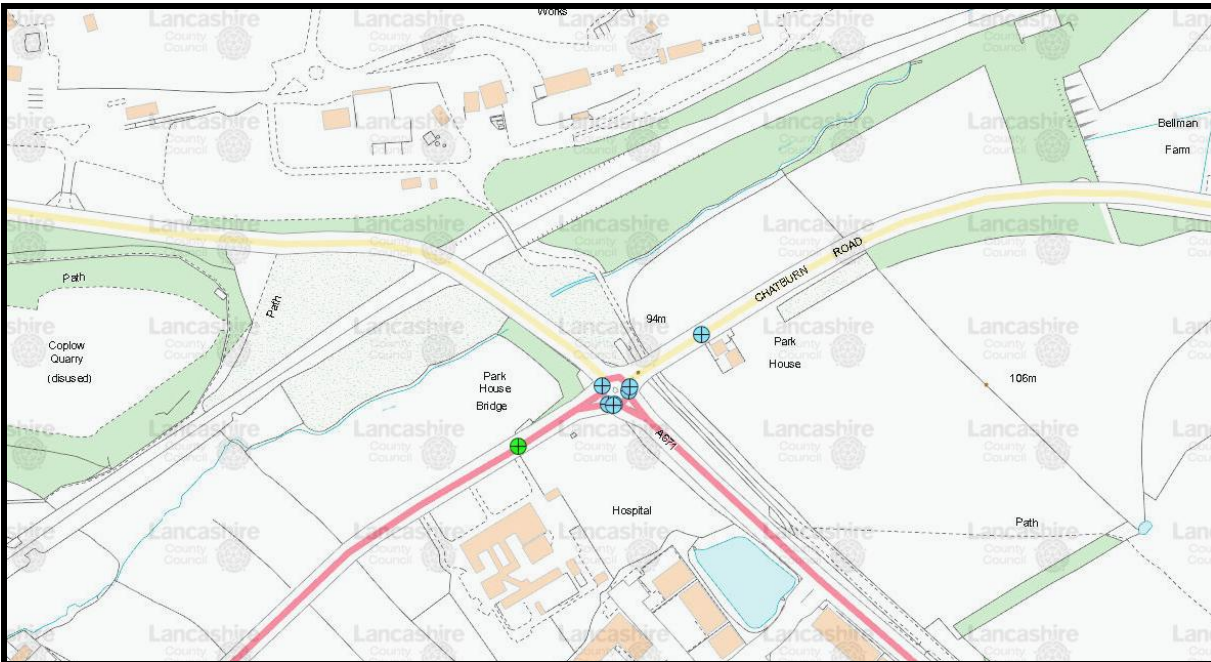 Works
Bellman
Farm
Path
Path
CHATBURN ROAD
94m
Coplow
Quarry
(disused)
Park
House
Park
House
Bridge
106m
A671
Hospital
Path
Lancashire
County
Council